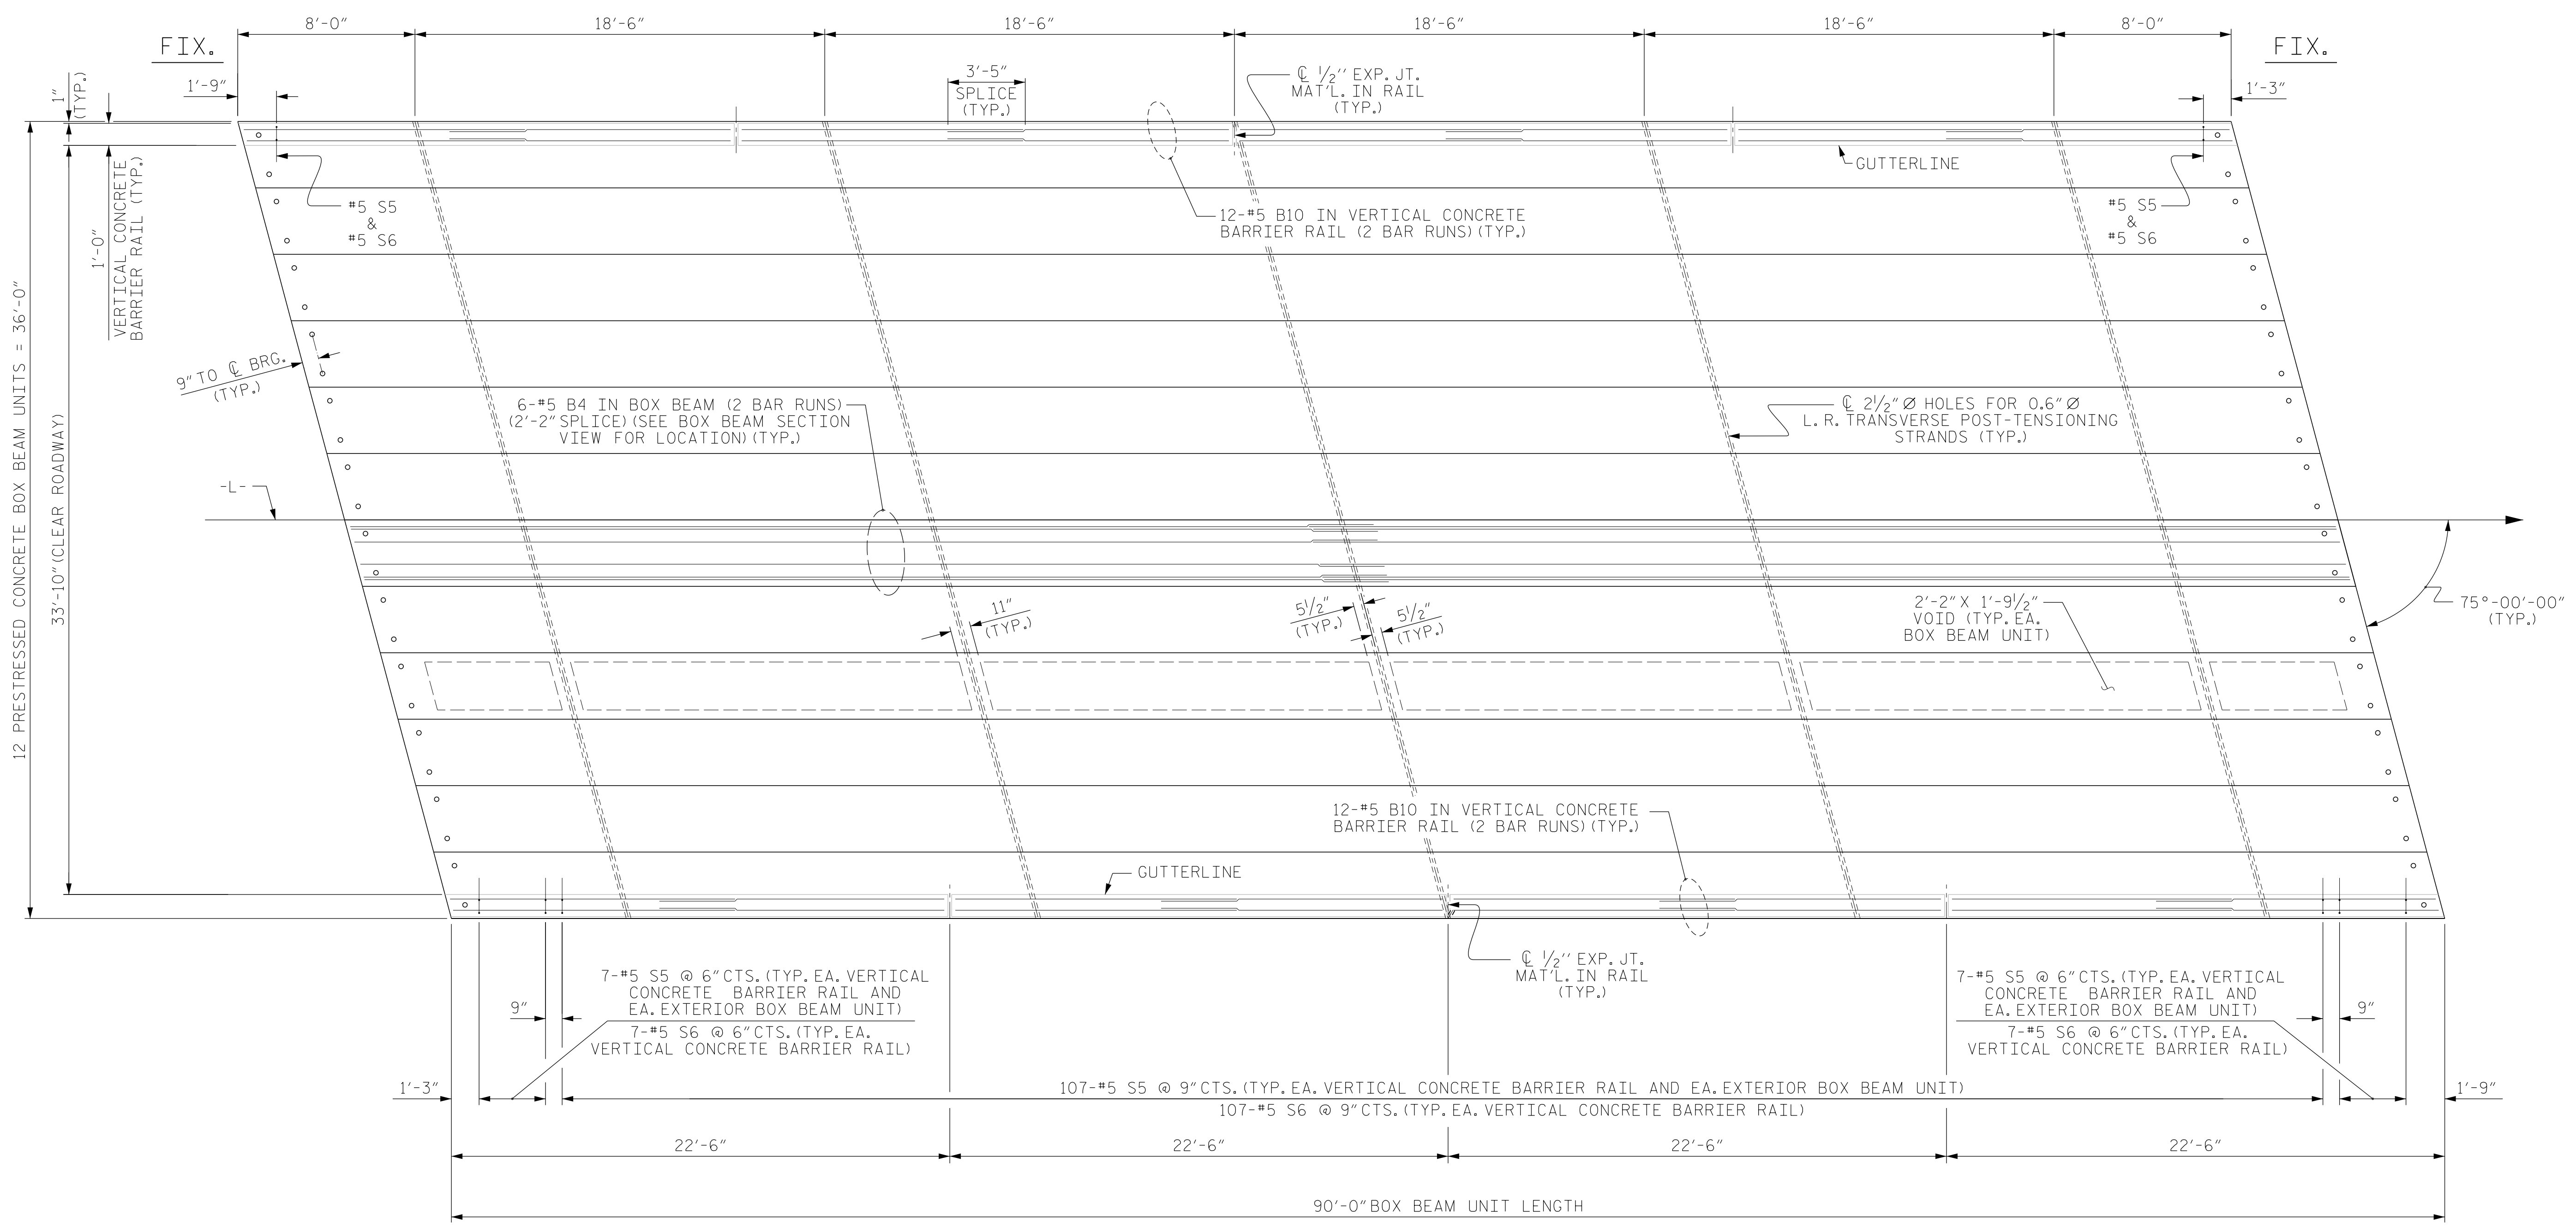 8'-0"
18'-6"
18'-6"
18'-6"
18'-6"
8'-0"
FIX.
FIX.
1"
(TYP.)
1'-9"
3'-5"
SPLICE
(TYP.)
℄ 1/2'' EXP. JT.
MAT'L. IN RAIL
(TYP.)
1'-3"
GUTTERLINE
1'-0"
VERTICAL CONCRETE
BARRIER RAIL (TYP.)
#5 S5
&
#5 S6
12-#5 B10 IN VERTICAL CONCRETE
BARRIER RAIL (2 BAR RUNS) (TYP.)
#5 S5
&
#5 S6
12 PRESTRESSED CONCRETE BOX BEAM UNITS = 36'-0"
33'-10" (CLEAR ROADWAY)
9" TO ℄ BRG.
(TYP.)
6-#5 B4 IN BOX BEAM (2 BAR RUNS)
(2'-2" SPLICE) (SEE BOX BEAM SECTION
VIEW FOR LOCATION) (TYP.)
℄ 2 1/2" Ø HOLES FOR 0.6" Ø
L. R. TRANSVERSE POST-TENSIONING
STRANDS (TYP.)
-L-
11"
(TYP.)
5 1/2"
(TYP.)
5 1/2"
(TYP.)
2'-2" X 1'-9 1/2"
VOID (TYP. EA.
BOX BEAM UNIT)
75°-00'-00"
(TYP.)
12-#5 B10 IN VERTICAL CONCRETE
BARRIER RAIL (2 BAR RUNS) (TYP.)
GUTTERLINE
℄ 1/2'' EXP. JT.
MAT'L. IN RAIL
(TYP.)
7-#5 S5 @ 6" CTS. (TYP. EA. VERTICAL
CONCRETE BARRIER RAIL AND
EA. EXTERIOR BOX BEAM UNIT)
7-#5 S6 @ 6" CTS. (TYP. EA.
VERTICAL CONCRETE BARRIER RAIL)
9"
7-#5 S5 @ 6" CTS. (TYP. EA. VERTICAL
CONCRETE BARRIER RAIL AND
EA. EXTERIOR BOX BEAM UNIT)
7-#5 S6 @ 6" CTS. (TYP. EA.
VERTICAL CONCRETE BARRIER RAIL)
9"
1'-3"
107-#5 S5 @ 9" CTS. (TYP. EA. VERTICAL CONCRETE BARRIER RAIL AND EA. EXTERIOR BOX BEAM UNIT)
107-#5 S6 @ 9" CTS. (TYP. EA. VERTICAL CONCRETE BARRIER RAIL)
1'-9"
22'-6"
22'-6"
22'-6"
22'-6"
90'-0" BOX BEAM UNIT LENGTH